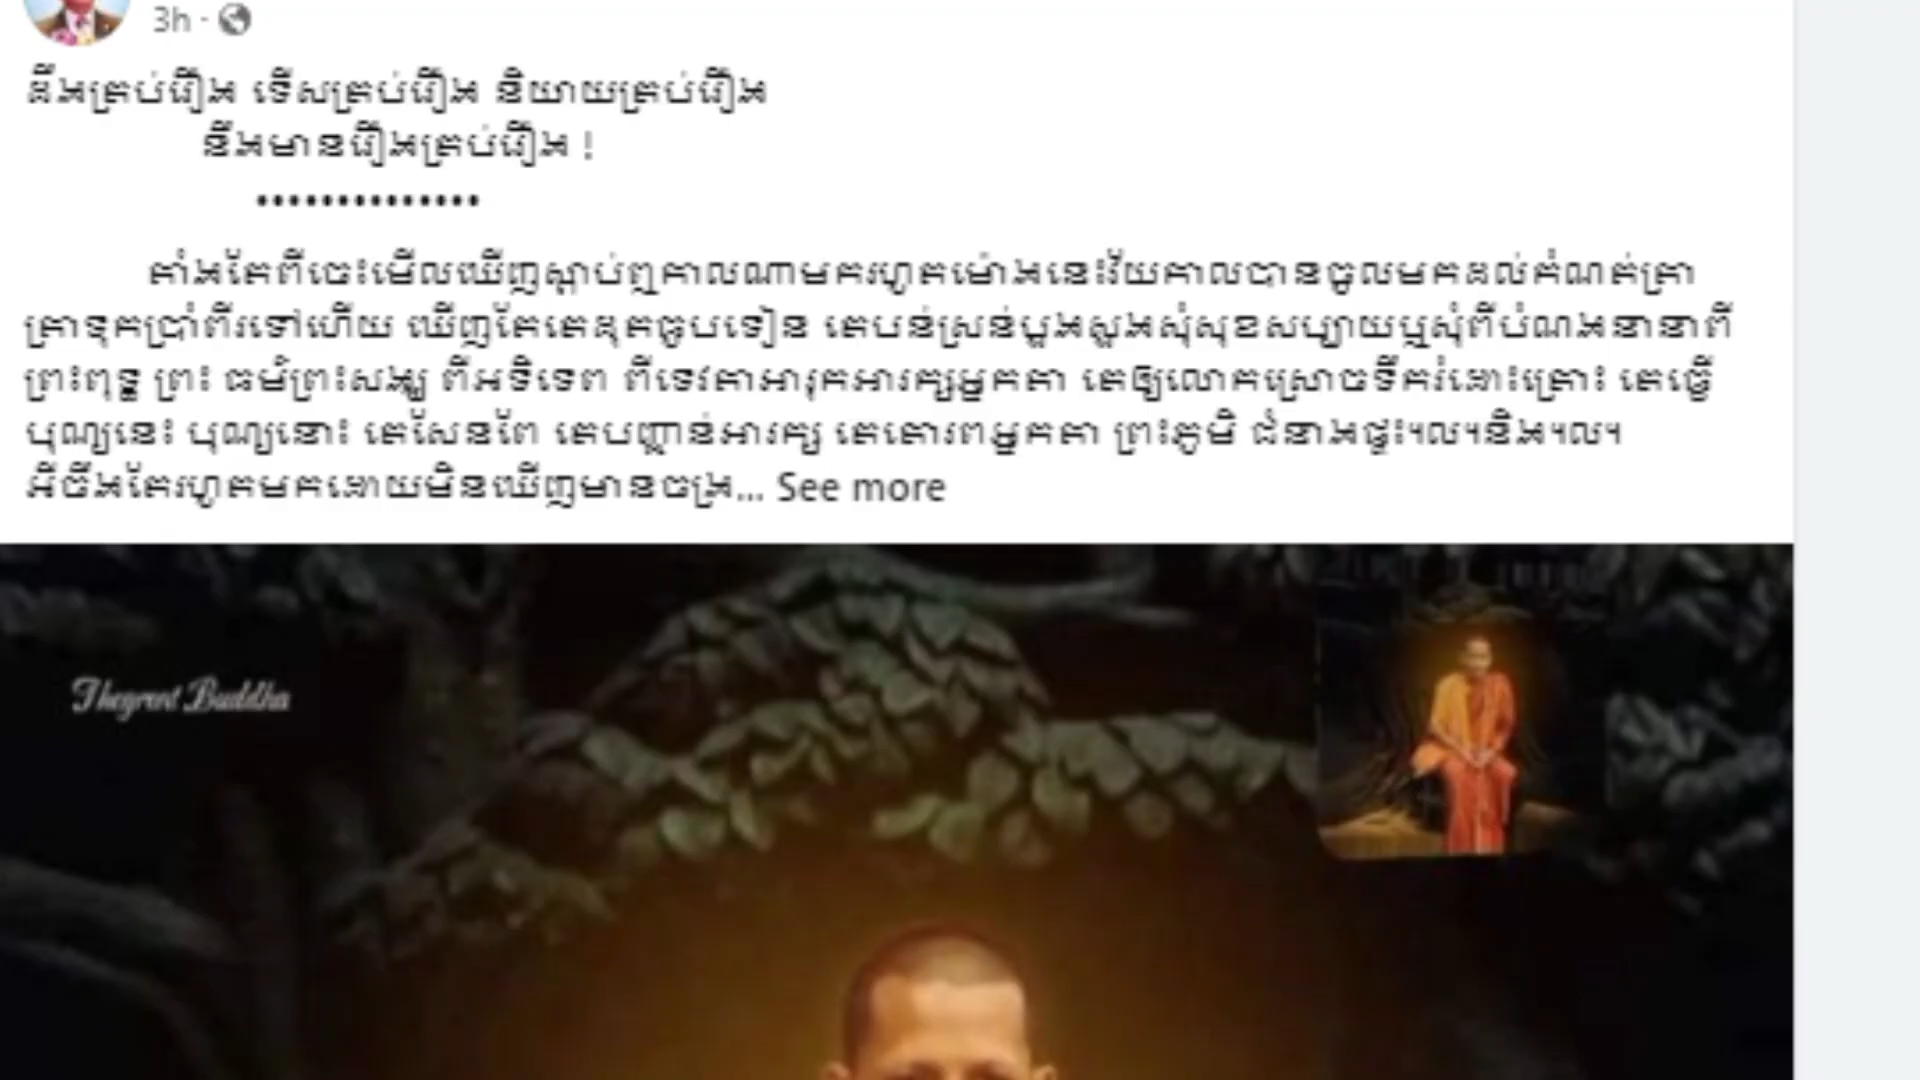 3h ·
ដឹងគ្រប់រឿង ទើសគ្រប់រឿង និយាយគ្រប់រឿង
នឹងមានរឿងគ្រប់រឿង !
••••••••••••••
តាំងតែពីចេះមើលឃើញស្តាប់ឮកាលណាមករហូតម៉ោងនេះវ័យកាលបានចូលមកដល់កំណត់ត្រា
ត្រាទុកប្រាំពីរទៅហើយ ឃើញតែគេដុតធូបទៀន គេបន់ស្រន់បួងសួងសុំសុខសប្បាយឬសុំពីបំណងនានាពី
ព្រះពុទ្ធ ព្រះ ធម៌ព្រះសង្ឃ ពីអទិទេព ពីទេវតាអារុកអារក្សអ្នកតា គេឲ្យលោកស្រោចទឹករំដោះគ្រោះ គេធ្វើ
បុណ្យនេះ បុណ្យនោះ គេសែនពែ គេបញ្ជាន់អារក្ស គេគោរពអ្នកតា ព្រះភូមិ ជំនាងផ្ទះ។ល។និង។ល។
អីចឹងតែរហូតមកដោយមិនឃើញមានចង្រ... See more
Thegrent Buddha